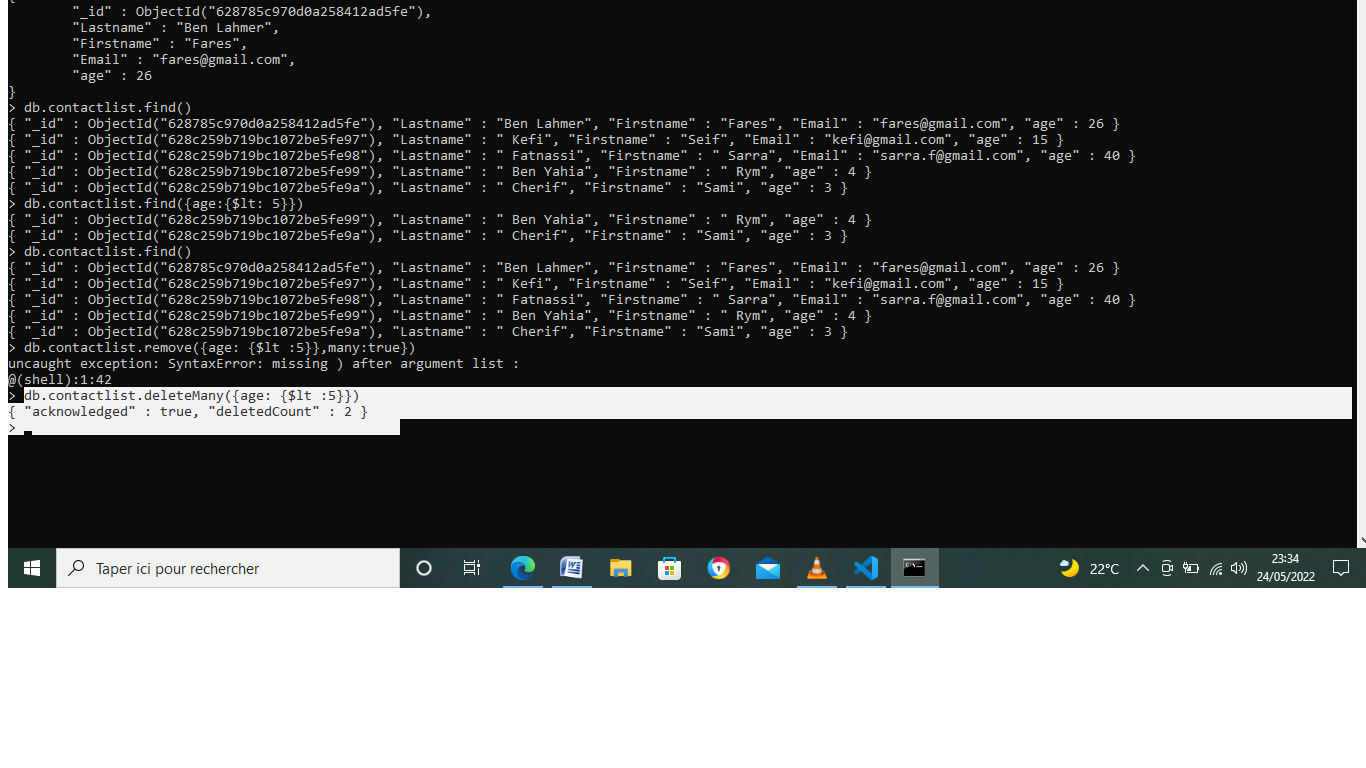 {
"_id" : ObjectId("628785c970d0a258412ad5fe"),
"Lastname" : "Ben Lahmer",
"Firstname" : "Fares",
"Email" : "fares@gmail.com",
"age" : 26
}
> db.contactlist.find()
{ "_id" : ObjectId("628785c970d0a258412ad5fe"), "Lastname" : "Ben Lahmer", "Firstname" : "Fares", "Email" : "fares@gmail.com", "age" : 26 }
{ "_id" : ObjectId("628c259b719bc1072be5fe97"), "Lastname" : " Kefi", "Firstname" : "Seif", "Email" : "kefi@gmail.com", "age" : 15 }
{ "_id" : ObjectId("628c259b719bc1072be5fe98"), "Lastname" : " Fatnassi", "Firstname" : " Sarra", "Email" : "sarra.f@gmail.com", "age" : 40 }
{ "_id" : ObjectId("628c259b719bc1072be5fe99"), "Lastname" : " Ben Yahia", "Firstname" : " Rym", "age" : 4 }
{ "_id" : ObjectId("628c259b719bc1072be5fe9a"), "Lastname" : " Cherif", "Firstname" : "Sami", "age" : 3 }
> db.contactlist.find({age:{$lt: 5}})
{ "_id" : ObjectId("628c259b719bc1072be5fe99"), "Lastname" : " Ben Yahia", "Firstname" : " Rym", "age" : 4 }
{ "_id" : ObjectId("628c259b719bc1072be5fe9a"), "Lastname" : " Cherif", "Firstname" : "Sami", "age" : 3 }
> db.contactlist.find()
{ "_id" : ObjectId("628785c970d0a258412ad5fe"), "Lastname" : "Ben Lahmer", "Firstname" : "Fares", "Email" : "fares@gmail.com", "age" : 26 }
{ "_id" : ObjectId("628c259b719bc1072be5fe97"), "Lastname" : " Kefi", "Firstname" : "Seif", "Email" : "kefi@gmail.com", "age" : 15 }
{ "_id" : ObjectId("628c259b719bc1072be5fe98"), "Lastname" : " Fatnassi", "Firstname" : " Sarra", "Email" : "sarra.f@gmail.com", "age" : 40 }
{ "_id" : ObjectId("628c259b719bc1072be5fe99"), "Lastname" : " Ben Yahia", "Firstname" : " Rym", "age" : 4 }
{ "_id" : ObjectId("628c259b719bc1072be5fe9a"), "Lastname" : " Cherif", "Firstname" : "Sami", "age" : 3 }
> db.contactlist.remove({age: {$lt :5}},many:true})
uncaught exception: SyntaxError: missing ) after argument list :
@(shell):1:42
> db.contactlist.deleteMany({age: {$lt :5}})
{ "acknowledged" : true, "deletedCount" : 2 }
>
Taper ici pour rechercher
22°C
23:34
24/05/2022